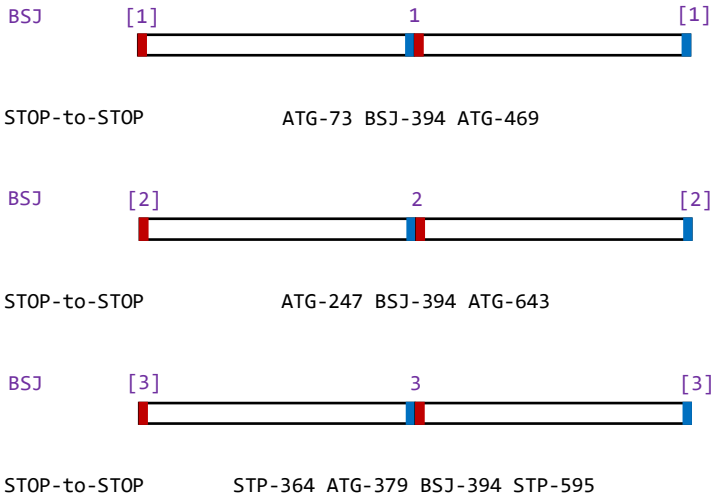 BSJ [1] 1 [1]
STOP-to-STOP ATG-73 BSJ-394 ATG-469
BSJ [2] 2 [2]
STOP-to-STOP ATG-247 BSJ-394 ATG-643
BSJ [3] 3 [3]
STOP-to-STOP STP-364 ATG-379 BSJ-394 STP-595